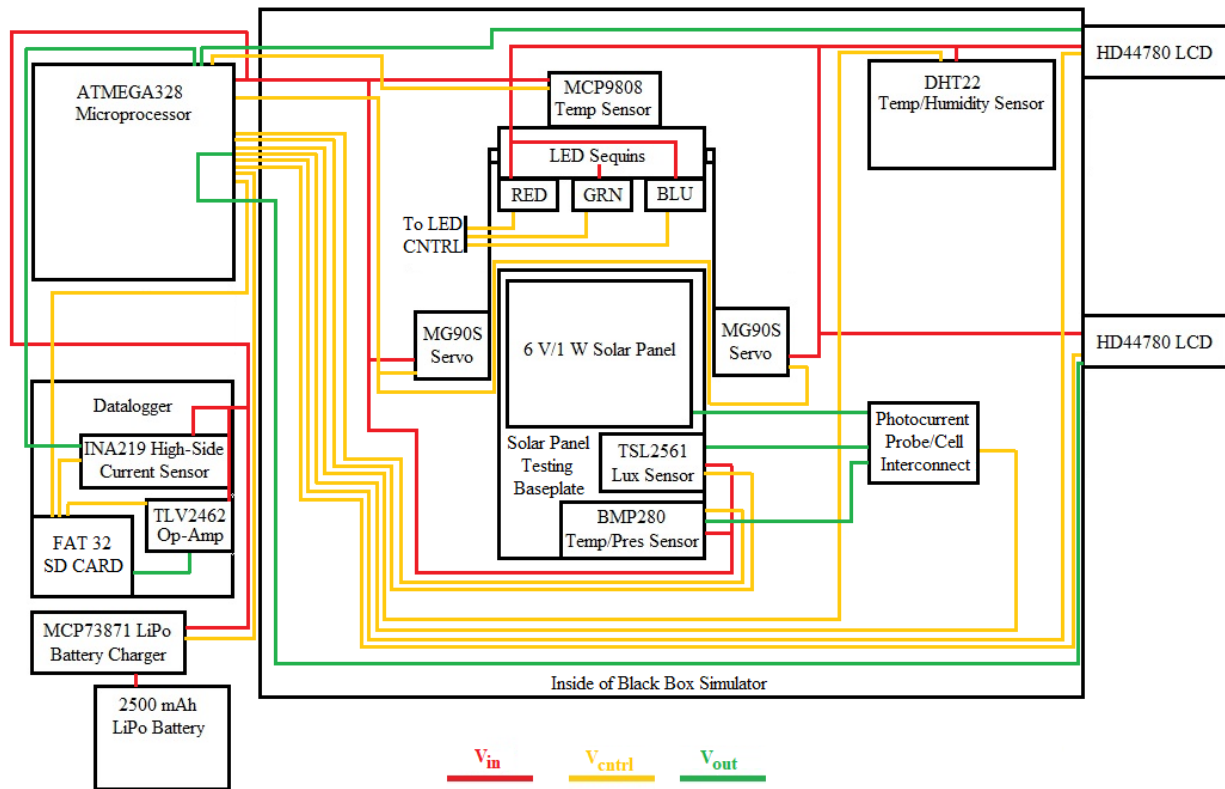 HD44780 LCD
ATMEGA328
Microprocessor
MCP9808
Temp Sensor
DHT22
Temp/Humidity Sensor
LED Sequins
RED
GRN
BLU
To LED
CNTRL
MG90S
Servo
6 V/1 W Solar Panel
MG90S
Servo
HD44780 LCD
Datalogger
INA219 High-Side
Current Sensor
TLV2462
Op-Amp
FAT 32
SD CARD
Solar Panel
Testing
Baseplate
TSL2561
Lux Sensor
BMP280
Temp/Pres Sensor
Photocurrent
Probe/Cell
Interconnect
MCP73871 LiPo
Battery Charger
2500 mAh
LiPo Battery
Inside of Black Box Simulator
Vin
Vcntrl
Vout